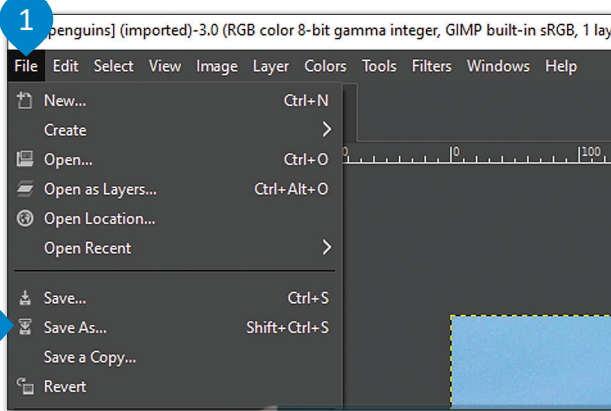 1
penguins] (imported)-3.0 (RGB color 8-bit gamma integer, GIMP built-in sRGB, 1 lay
File Edit Select View Image Layer Colors Tools Filters Windows Help
New... Ctrl+N
Create
Open... Ctrl+O
Open as Layers... Ctrl+Alt+O
Open Location...
Open Recent
Save... Ctrl+S
Save As... Shift+Ctrl+S
Save a Copy...
Revert
0 100